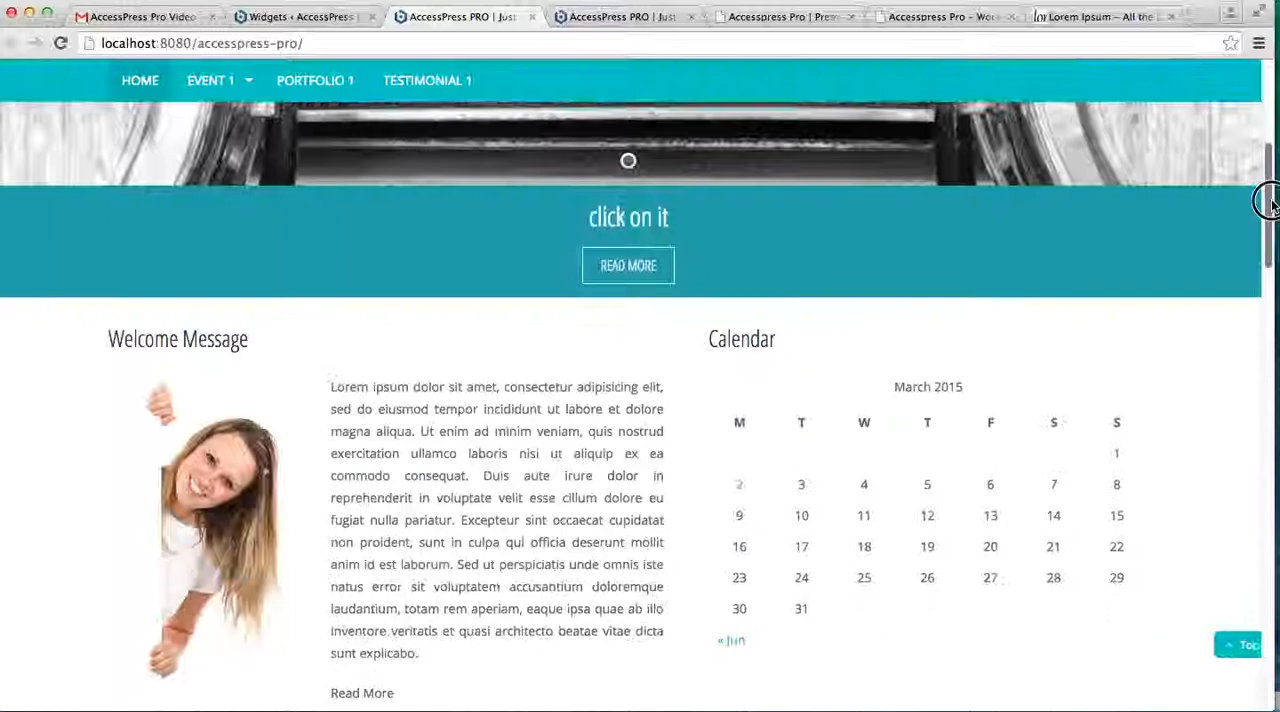 AccessPress Pro Video
Widgets ‹ AccessPress
AccessPress PRO | Just
AccessPress PRO | Just
Accesspress Pro | Prem
Accesspress Pro - Wor
Lorem Ipsum - All the
localhost:8080/accesspress-pro/
HOME EVENT 1 PORTFOLIO 1 TESTIMONIAL 1
click on it
READ MORE
Welcome Message
Lorem ipsum dolor sit amet, consectetur adipisicing elit,
sed do eiusmod tempor incididunt ut labore et dolore
magna aliqua. Ut enim ad minim veniam, quis nostrud
exercitation ullamco laboris nisi ut aliquip ex ea
commodo consequat. Duis aute irure dolor in
reprehenderit in voluptate velit esse cillum dolore eu
fugiat nulla pariatur. Excepteur sint occaecat cupidatat
non proident, sunt in culpa qui officia deserunt mollit
anim id est laborum. Sed ut perspiciatis unde omnis iste
natus error sit voluptatem accusantium doloremque
laudantium, totam rem aperiam, eaque ipsa quae ab illo
inventore veritatis et quasi architecto beatae vitae dicta
sunt explicabo.
Read More
Calendar
March 2015
M T W T F S S
1
2 3 4 5 6 7 8
9 10 11 12 13 14 15
16 17 18 19 20 21 22
23 24 25 26 27 28 29
30 31
« Jun
Top